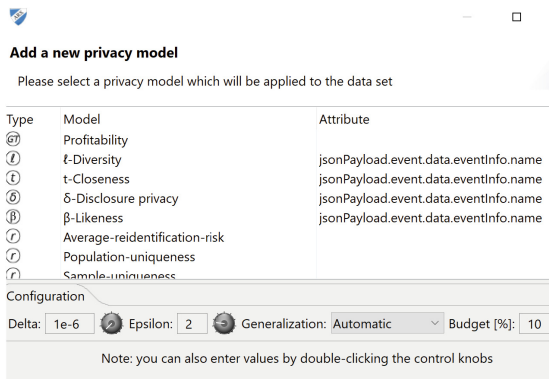 Add a new privacy model
Please select a privacy model which will be applied to the data set
Type Model Attribute
GT Profitability
ℓ ℓ-Diversity jsonPayload.event.data.eventInfo.name
t t-Closeness jsonPayload.event.data.eventInfo.name
δ δ-Disclosure privacy jsonPayload.event.data.eventInfo.name
β β-Likeness jsonPayload.event.data.eventInfo.name
r Average-reidentification-risk
r Population-uniqueness
r Sample-uniqueness
Configuration
Delta: 1e-6 Epsilon: 2 Generalization: Automatic Budget [%]: 10
Note: you can also enter values by double-clicking the control knobs